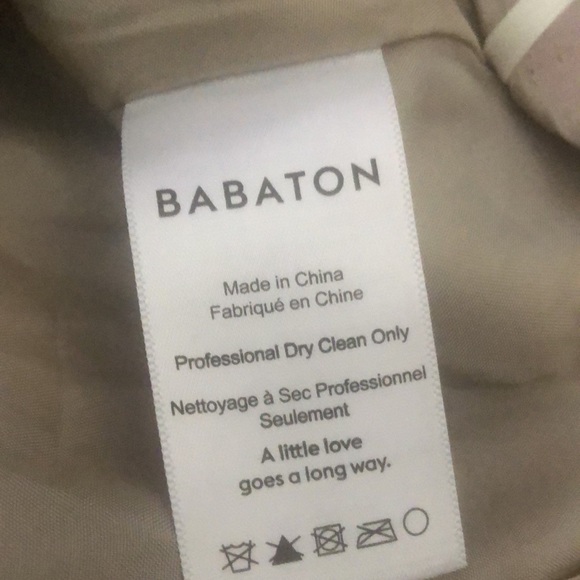 BABATON
Made in China
Fabriqué en Chine
Professional Dry Clean Only
Nettoyage à Sec Professionnel
Seulement
A little love
goes a long way.